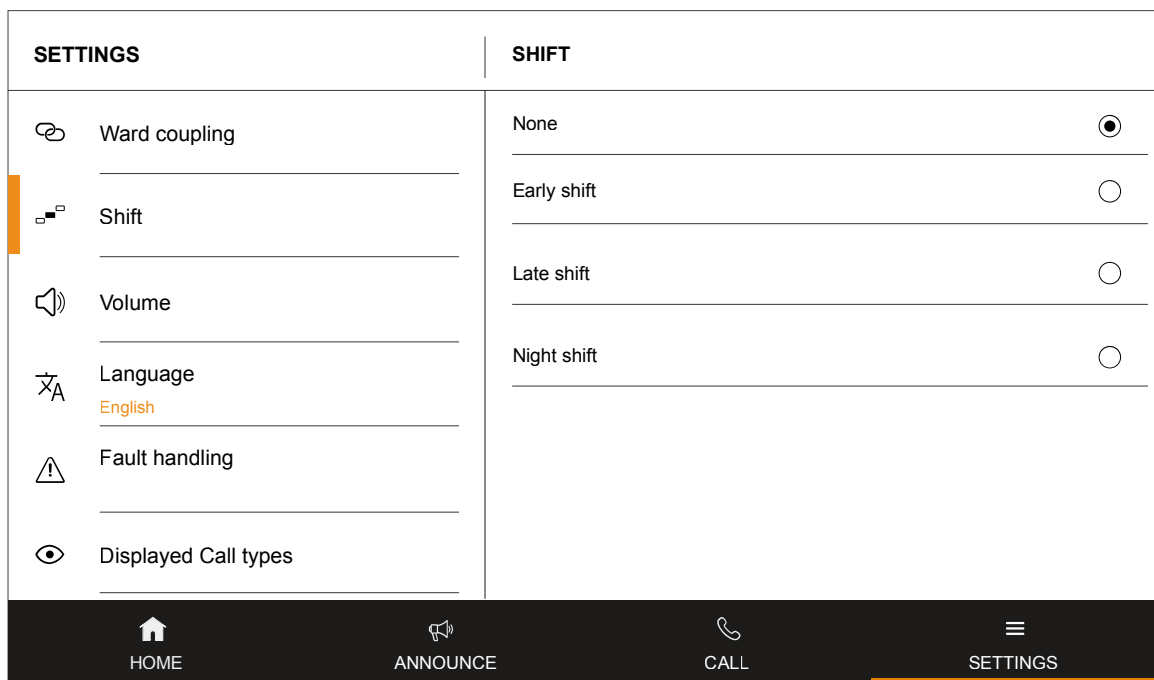 SETTINGS
SHIFT
Ward coupling
Shift
Volume
Language
English
Fault handling
Displayed Call types
None
Early shift
Late shift
Night shift
HOME
ANNOUNCE
CALL
SETTINGS